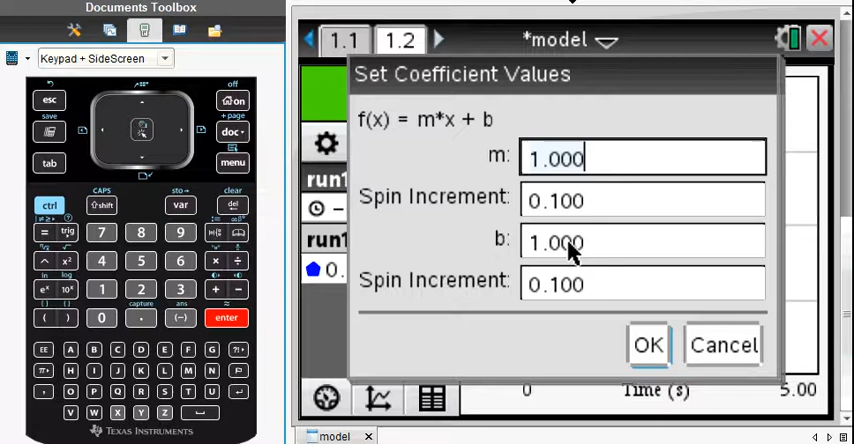 Documents Toolbox
Keypad + SideScreen
esc
save
tab
off
on
+ page
doc
menu
ctrl
CAPS
shift
sto→
var
clear
del
= trig 7 8 9
^ x² 4 5 6 × ÷
ln log
eˣ 10ˣ 1 2 3 + −
capture
( ) 0 . (−) enter
EE A B C D E F G ?!
π H I J K L M N
, O P Q R S T U
V W X Y Z
TEXAS INSTRUMENTS
1.1 1.2 *model
Set Coefficient Values
f(x) = m*x + b
m: 1.000
Spin Increment: 0.100
b: 1.000
Spin Increment: 0.100
OK Cancel
run1
run1
0.
0 Time (s) 5.00
model